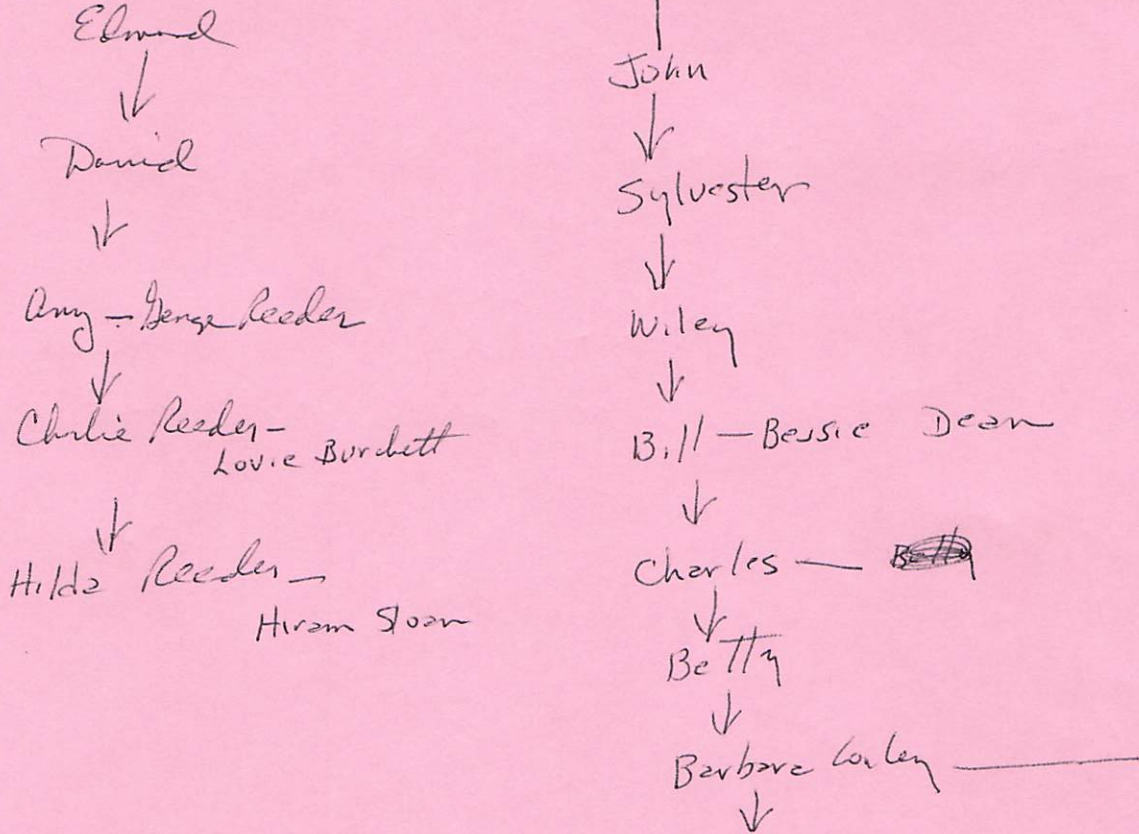 Edmund
David
Amy - George Reeder
Charlie Reeder -
Lovie Burchett
Hilda Reeder -
Hiram Sloan
John
Sylvester
Wiley
Bill - Bessie Dean
Charles -
Betty
Barbara Conley